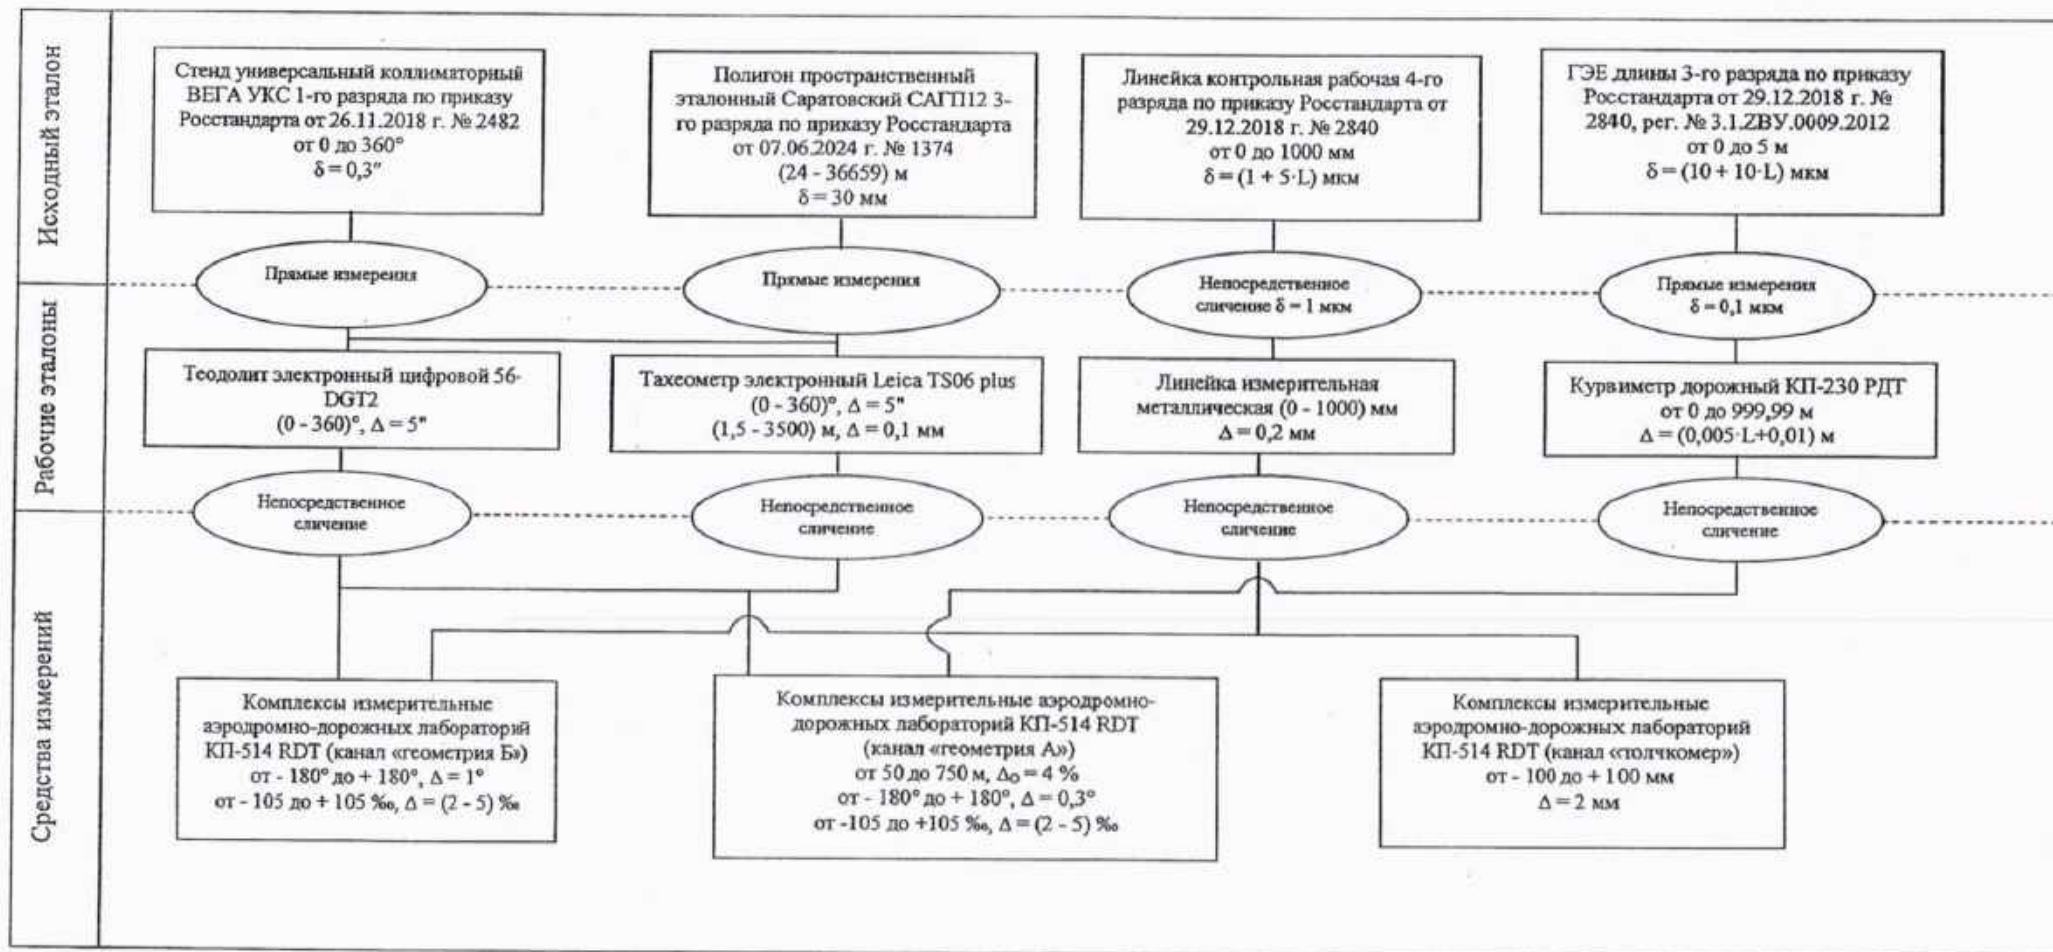 Исходный эталон
Стенд универсальный коллиматорный
ВЕГА УКС 1-го разряда по приказу
Росстандарта от 26.11.2018 г. № 2482
от 0 до 360°
δ = 0,3″
Полигон пространственный
эталонный Саратовский САГП12 3-
го разряда по приказу Росстандарта
от 07.06.2024 г. № 1374
(24 - 36659) м
δ = 30 мм
Линейка контрольная рабочая 4-го
разряда по приказу Росстандарта от
29.12.2018 г. № 2840
от 0 до 1000 мм
δ = (1 + 5·L) мкм
ГЭЕ длины 3-го разряда по приказу
Росстандарта от 29.12.2018 г. №
2840, рег. № 3.1.ZВУ.0009.2012
от 0 до 5 м
δ = (10 + 10·L) мкм
Прямые измерения
Прямые измерения
Непосредственное
сличение δ = 1 мкм
Прямые измерения
δ = 0,1 мкм
Рабочие эталоны
Теодолит электронный цифровой 56-
DGT2
(0 - 360)°, Δ = 5"
Тахеометр электронный Leica TS06 plus
(0 - 360)°, Δ = 5"
(1,5 - 3500) м, Δ = 0,1 мм
Линейка измерительная
металлическая (0 - 1000) мм
Δ = 0,2 мм
Курвиметр дорожный КП-230 РДТ
от 0 до 999,99 м
Δ = (0,005·L+0,01) м
Непосредственное
сличение
Непосредственное
сличение
Непосредственное
сличение
Непосредственное
сличение
Средства измерений
Комплексы измерительные
аэродромно-дорожных лабораторий
КП-514 RDT (канал «геометрия Б»)
от - 180° до + 180°, Δ = 1°
от - 105 до + 105 ‰, Δ = (2 - 5) ‰
Комплексы измерительные аэродромно-
дорожных лабораторий КП-514 RDT
(канал «геометрия А»)
от 50 до 750 м, Δо = 4 %
от - 180° до + 180°, Δ = 0,3°
от -105 до +105 ‰, Δ = (2 - 5) ‰
Комплексы измерительные
аэродромно-дорожных лабораторий
КП-514 RDT (канал «толчкомер»)
от - 100 до + 100 мм
Δ = 2 мм